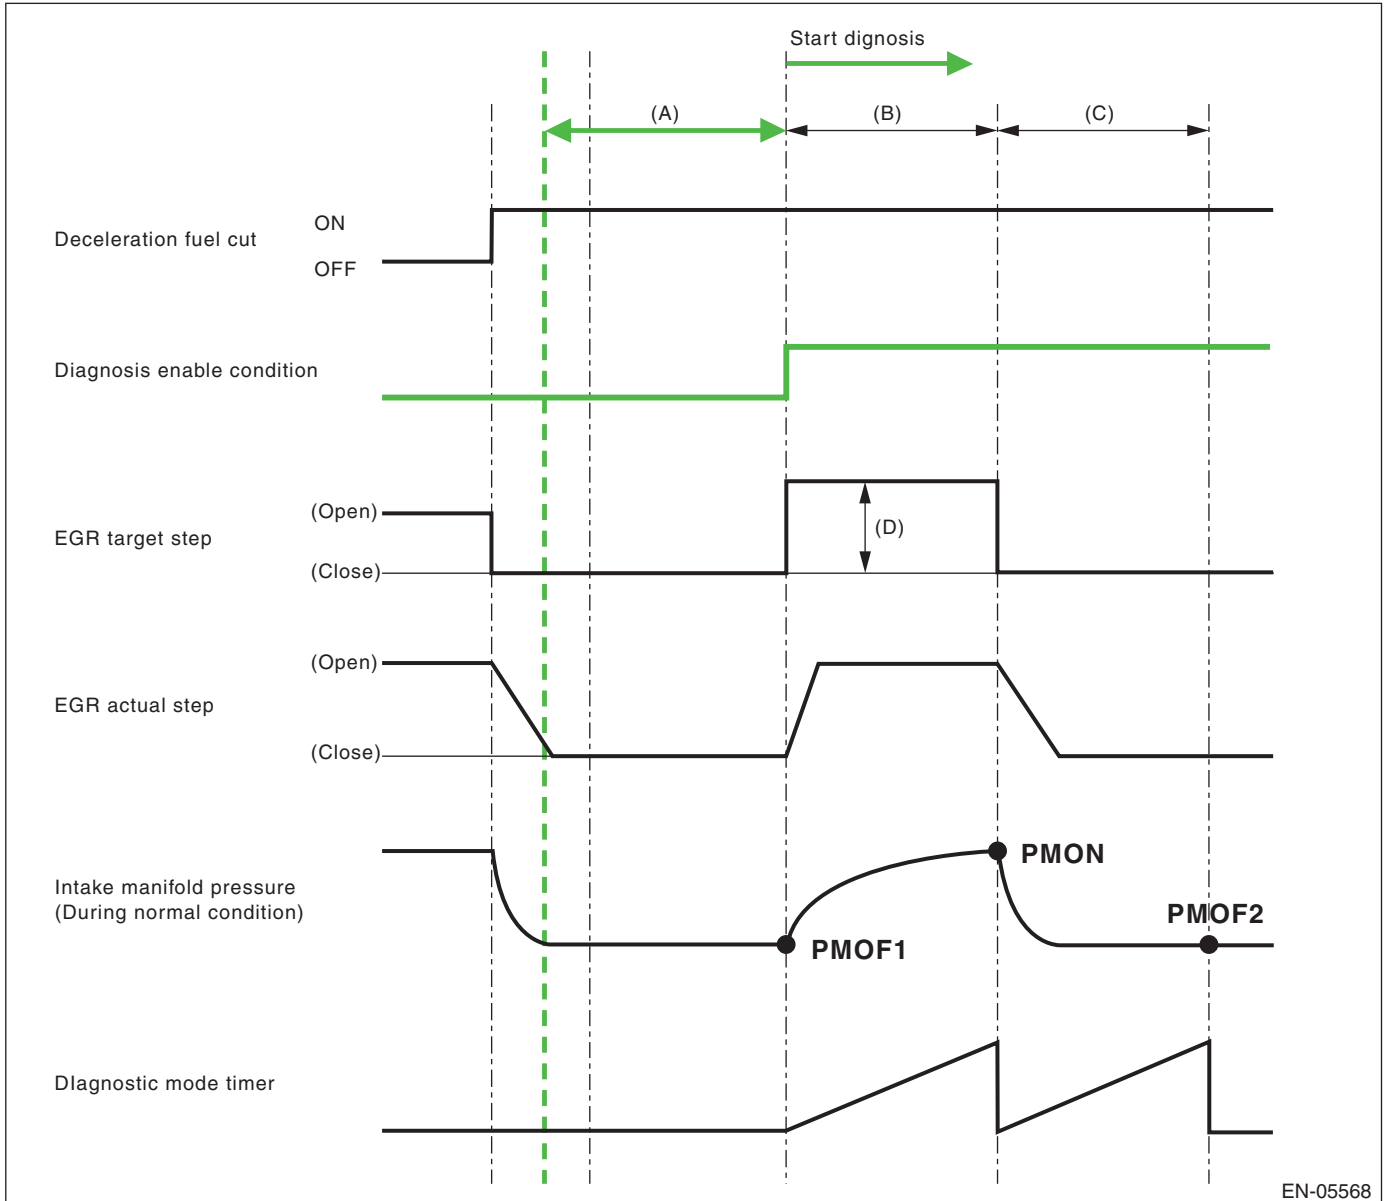 Start dignosis
(A)
(B)
(C)
Deceleration fuel cut
ON
OFF
Diagnosis enable condition
EGR target step
(Open)
(Close)
(D)
EGR actual step
(Open)
(Close)
Intake manifold pressure
(During normal condition)
PMOF1
PMON
PMOF2
DIagnostic mode timer
EN-05568